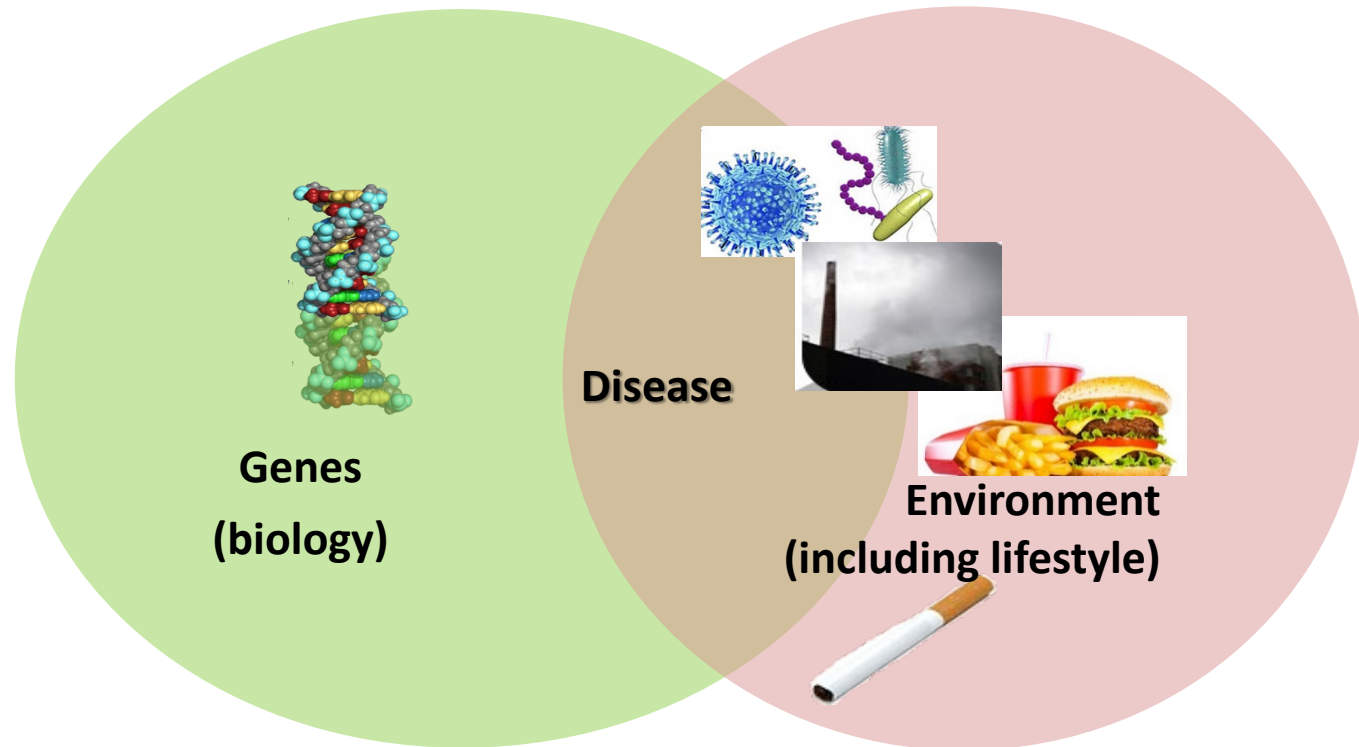 Disease
Genes
(biology)
Environment
(including lifestyle)